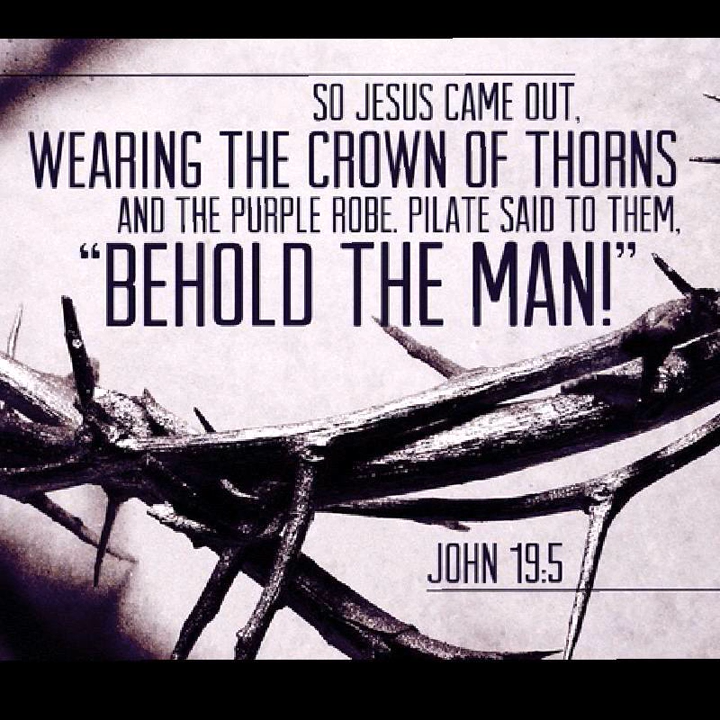 SO JESUS CAME OUT,
WEARING THE CROWN OF THORNS
AND THE PURPLE ROBE. PILATE SAID TO THEM,
“BEHOLD THE MAN!”
JOHN 19:5